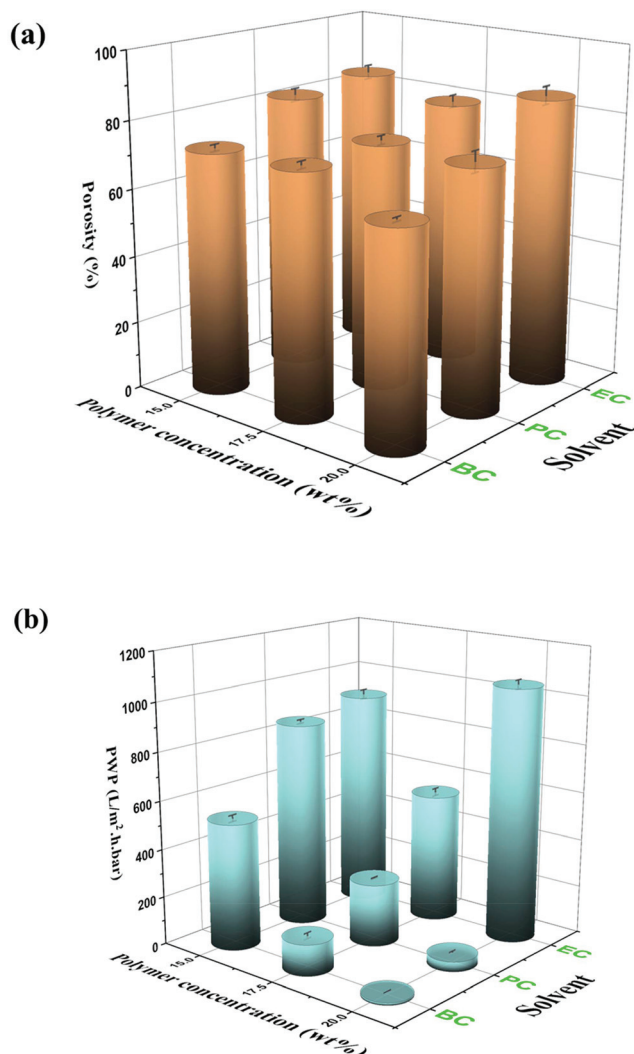 (a)
100
80
60
40
20
0
Porosity (%)
15.0
17.5
20.0
Polymer concentration (wt%)
BC
PC
EC
Solvent
(b)
1200
1000
800
600
400
200
0
PWP (L/m².h.bar)
15.0
17.5
20.0
Polymer concentration (wt%)
BC
PC
EC
Solvent